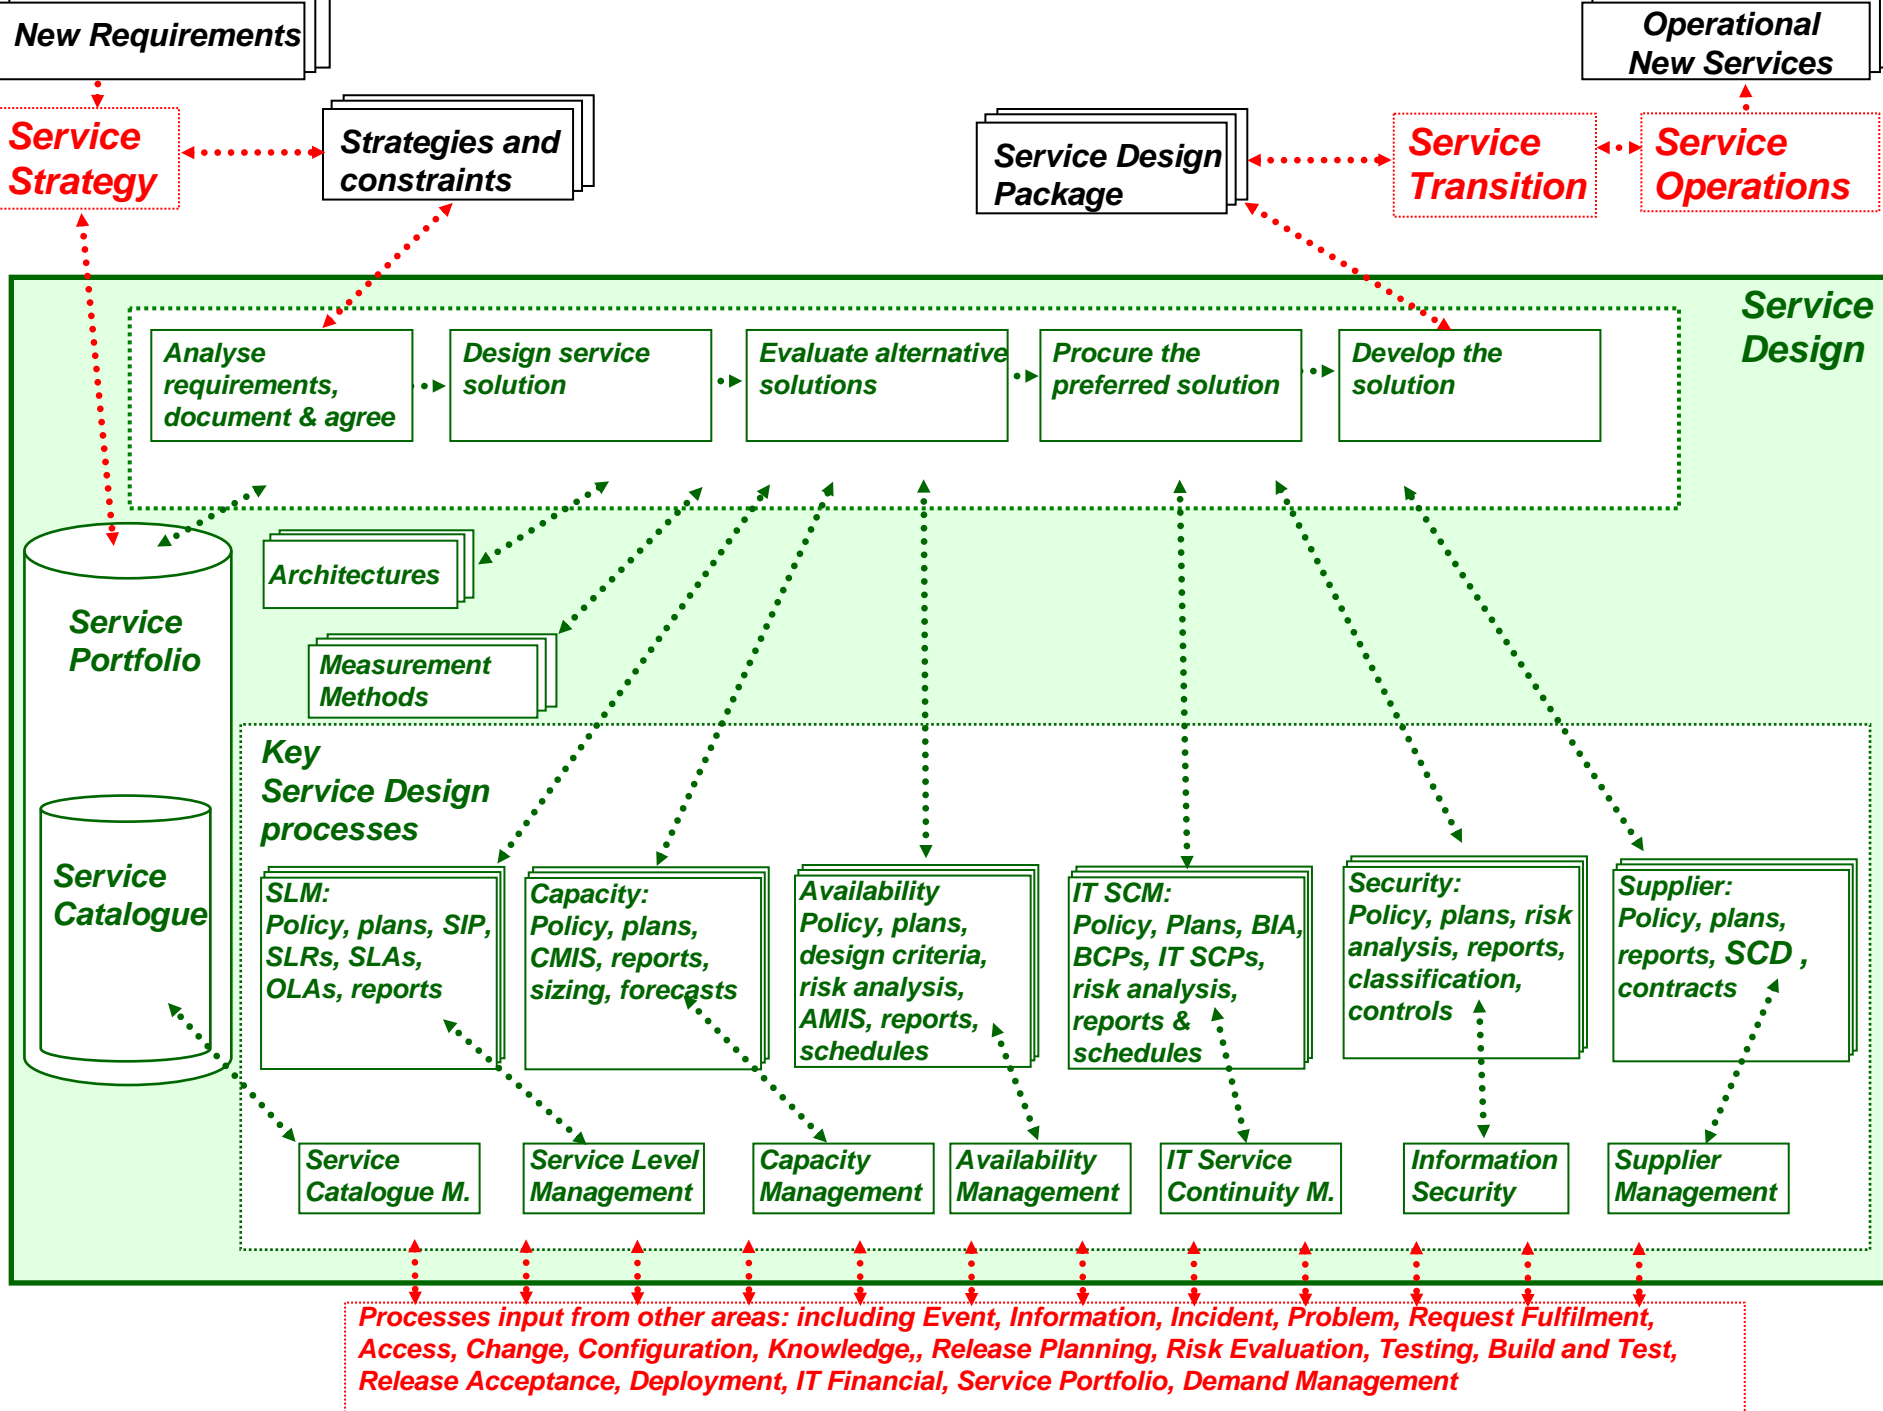 New Requirements
Operational
New Services
Service
Strategy
Strategies and
constraints
Service Design
Package
Service
Transition
Service
Operations
Service
Design
Analyse
requirements,
document & agree
Design service
solution
Evaluate alternative
solutions
Procure the
preferred solution
Develop the
solution
Architectures
Measurement
Methods
Service
Portfolio
Service
Catalogue
Key
Service Design
processes
SLM:
Policy, plans, SIP,
SLRs, SLAs,
OLAs, reports
Capacity:
Policy, plans,
CMIS, reports,
sizing, forecasts
Availability
Policy, plans,
design criteria,
risk analysis,
AMIS, reports,
schedules
IT SCM:
Policy, Plans, BIA,
BCPs, IT SCPs,
risk analysis,
reports &
schedules
Security:
Policy, plans, risk
analysis, reports,
classification,
controls
Supplier:
Policy, plans,
reports, SCD ,
contracts
Service
Catalogue M.
Service Level
Management
Capacity
Management
Availability
Management
IT Service
Continuity M.
Information
Security
Supplier
Management
Processes input from other areas: including Event, Information, Incident, Problem, Request Fulfilment,
Access, Change, Configuration, Knowledge,, Release Planning, Risk Evaluation, Testing, Build and Test,
Release Acceptance, Deployment, IT Financial, Service Portfolio, Demand Management